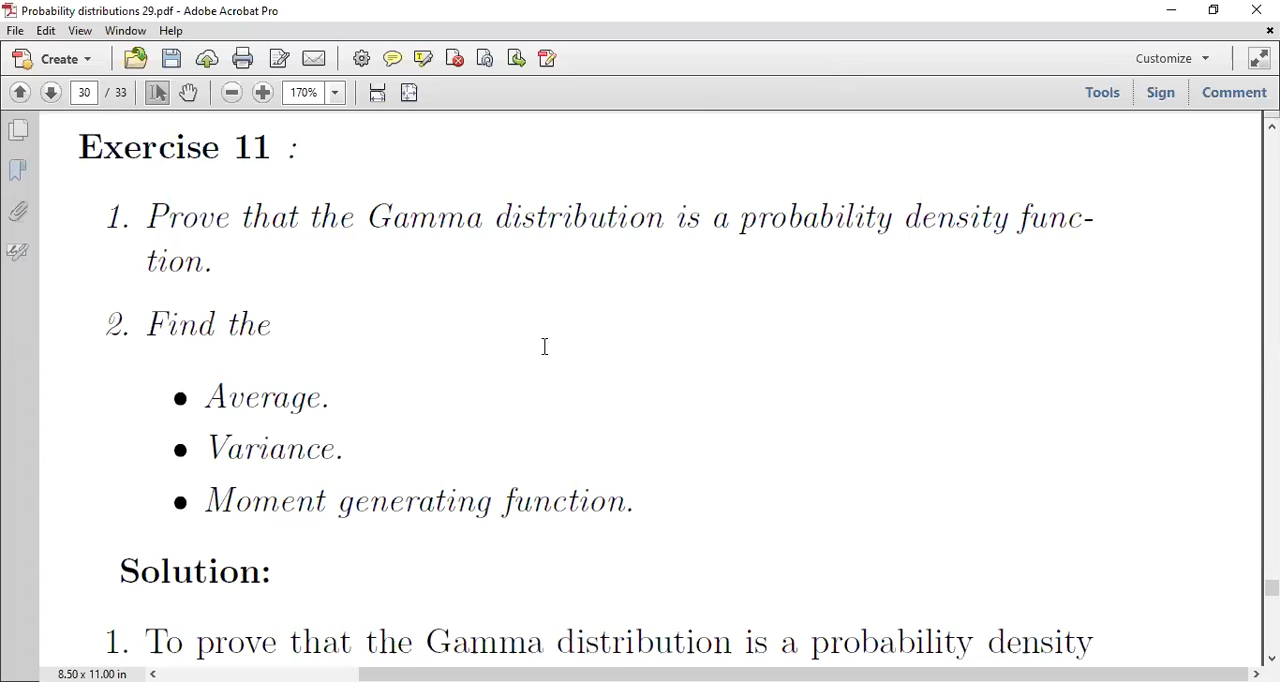 Probability distributions 29.pdf - Adobe Acrobat Pro
File Edit View Window Help
Create Customize
30 / 33 170% Tools Sign Comment
Exercise 11 :
1. Prove that the Gamma distribution is a probability density func-
tion.
2. Find the
• Average.
• Variance.
• Moment generating function.
Solution:
1. To prove that the Gamma distribution is a probability density
8.50 x 11.00 in